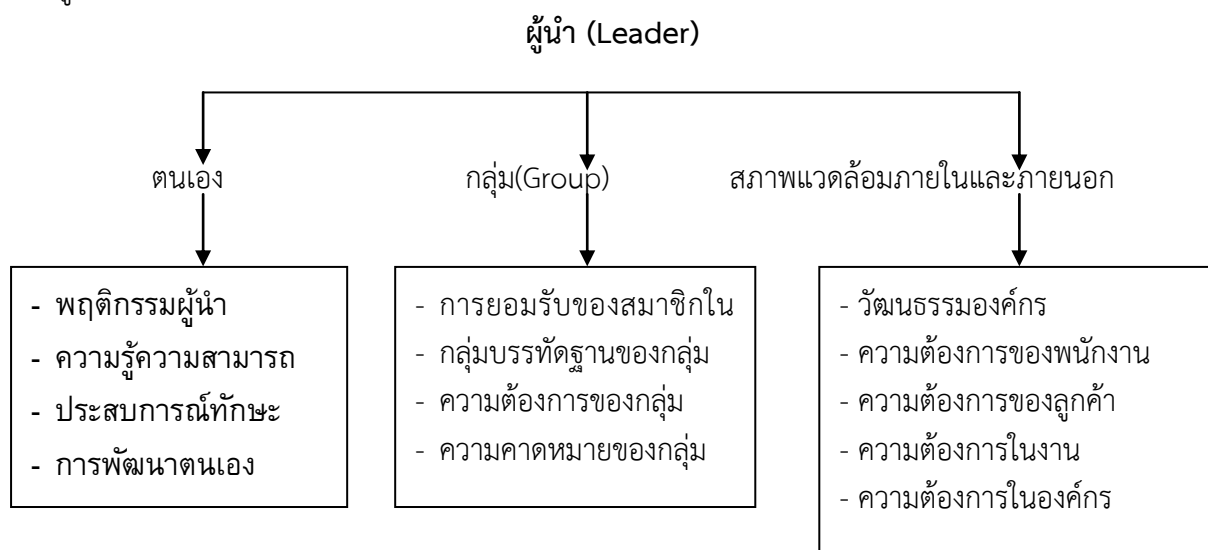 ผู้นำ (Leader)
ตนเอง
กลุ่ม(Group)
สภาพแวดล้อมภายในและภายนอก
- พฤติกรรมผู้นำ
- ความรู้ความสามารถ
- ประสบการณ์ทักษะ
- การพัฒนาตนเอง
- การยอมรับของสมาชิกใน
- กลุ่มบรรทัดฐานของกลุ่ม
- ความต้องการของกลุ่ม
- ความคาดหมายของกลุ่ม
- วัฒนธรรมองค์กร
- ความต้องการของพนักงาน
- ความต้องการของลูกค้า
- ความต้องการในงาน
- ความต้องการในองค์กร